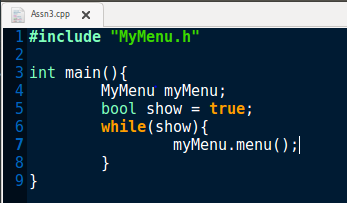 Assn3.cpp
1 #include "MyMenu.h"
2
3 int main(){
4 MyMenu myMenu;
5 bool show = true;
6 while(show){
7 myMenu.menu();
8 }
9 }